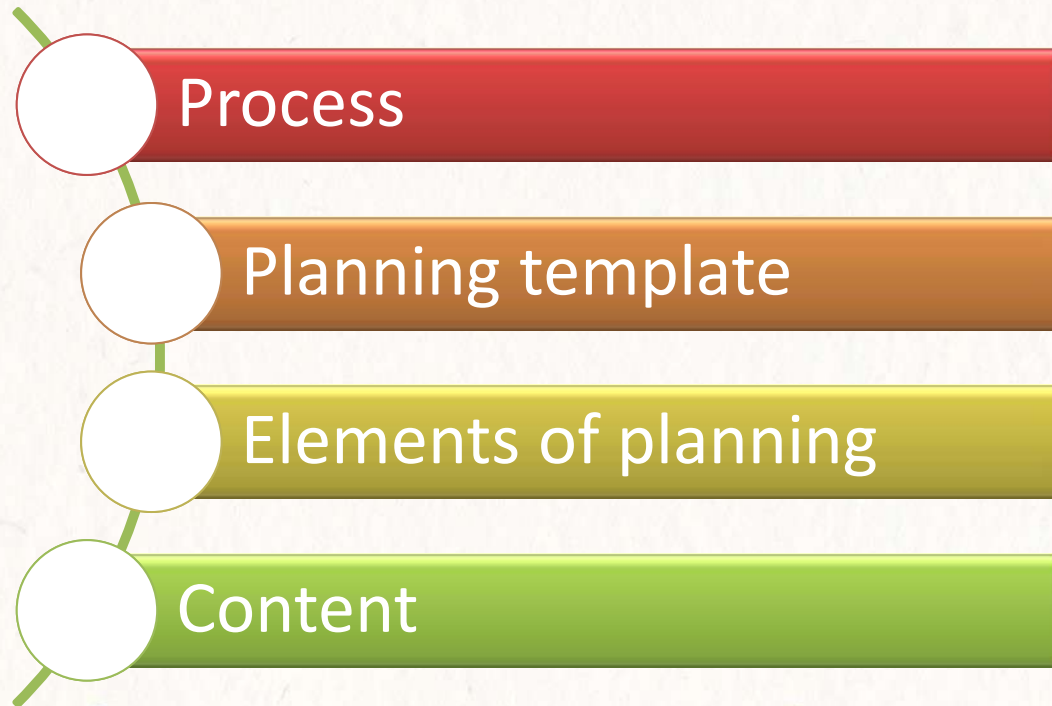 Process
Planning template
Elements of planning
Content